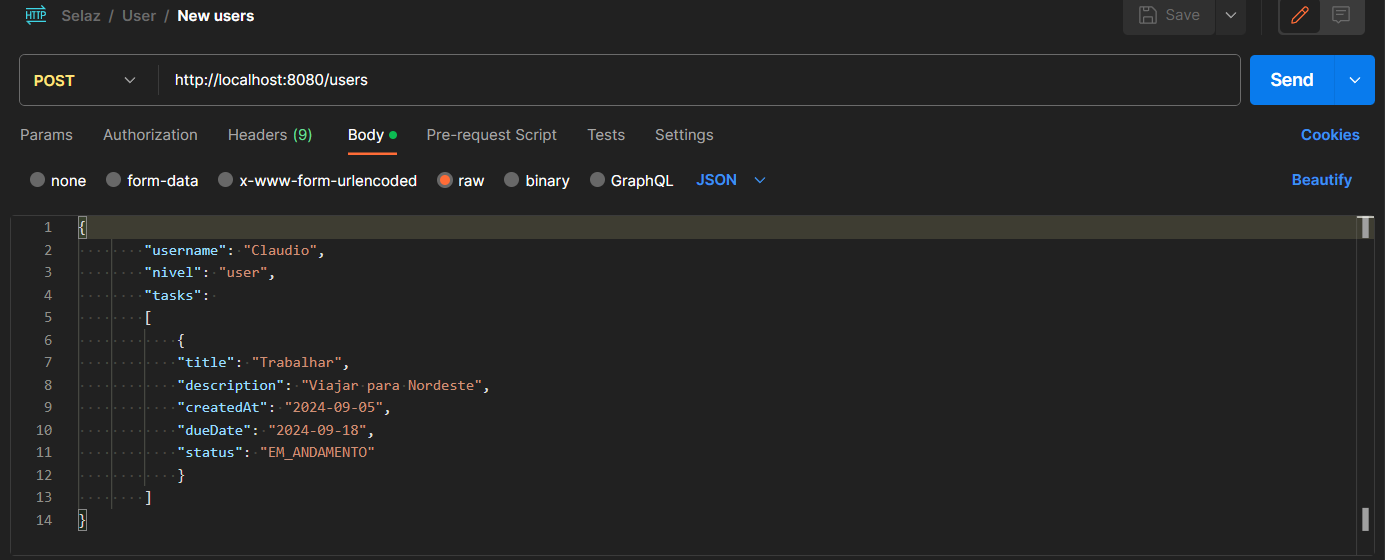 HTTP Selaz / User / New users Save
POST http://localhost:8080/users Send
Params Authorization Headers (9) Body Pre-request Script Tests Settings Cookies
none form-data x-www-form-urlencoded raw binary GraphQL JSON Beautify
1 {
2 "username": "Claudio",
3 "nivel": "user",
4 "tasks":
5 [
6 {
7 "title": "Trabalhar",
8 "description": "Viajar para Nordeste",
9 "createdAt": "2024-09-05",
10 "dueDate": "2024-09-18",
11 "status": "EM_ANDAMENTO"
12 }
13 ]
14 }